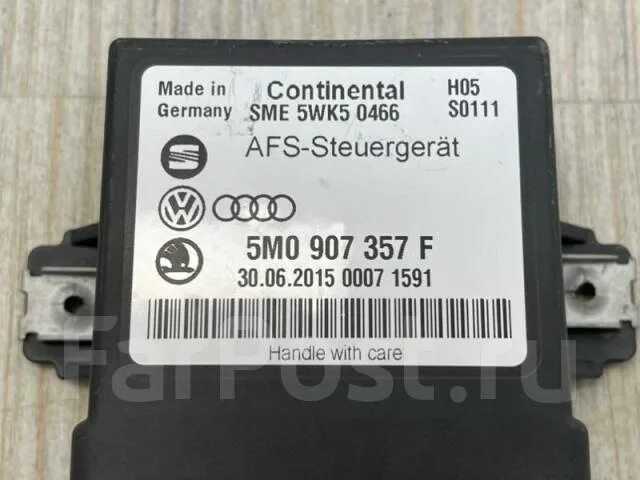 Made in Germany
Continental
H05
SME 5WK5 0466
S0111
AFS-Steuergerät
5M0 907 357 F
30.06.2015 0007 1591
Handle with care
FarPost.ru